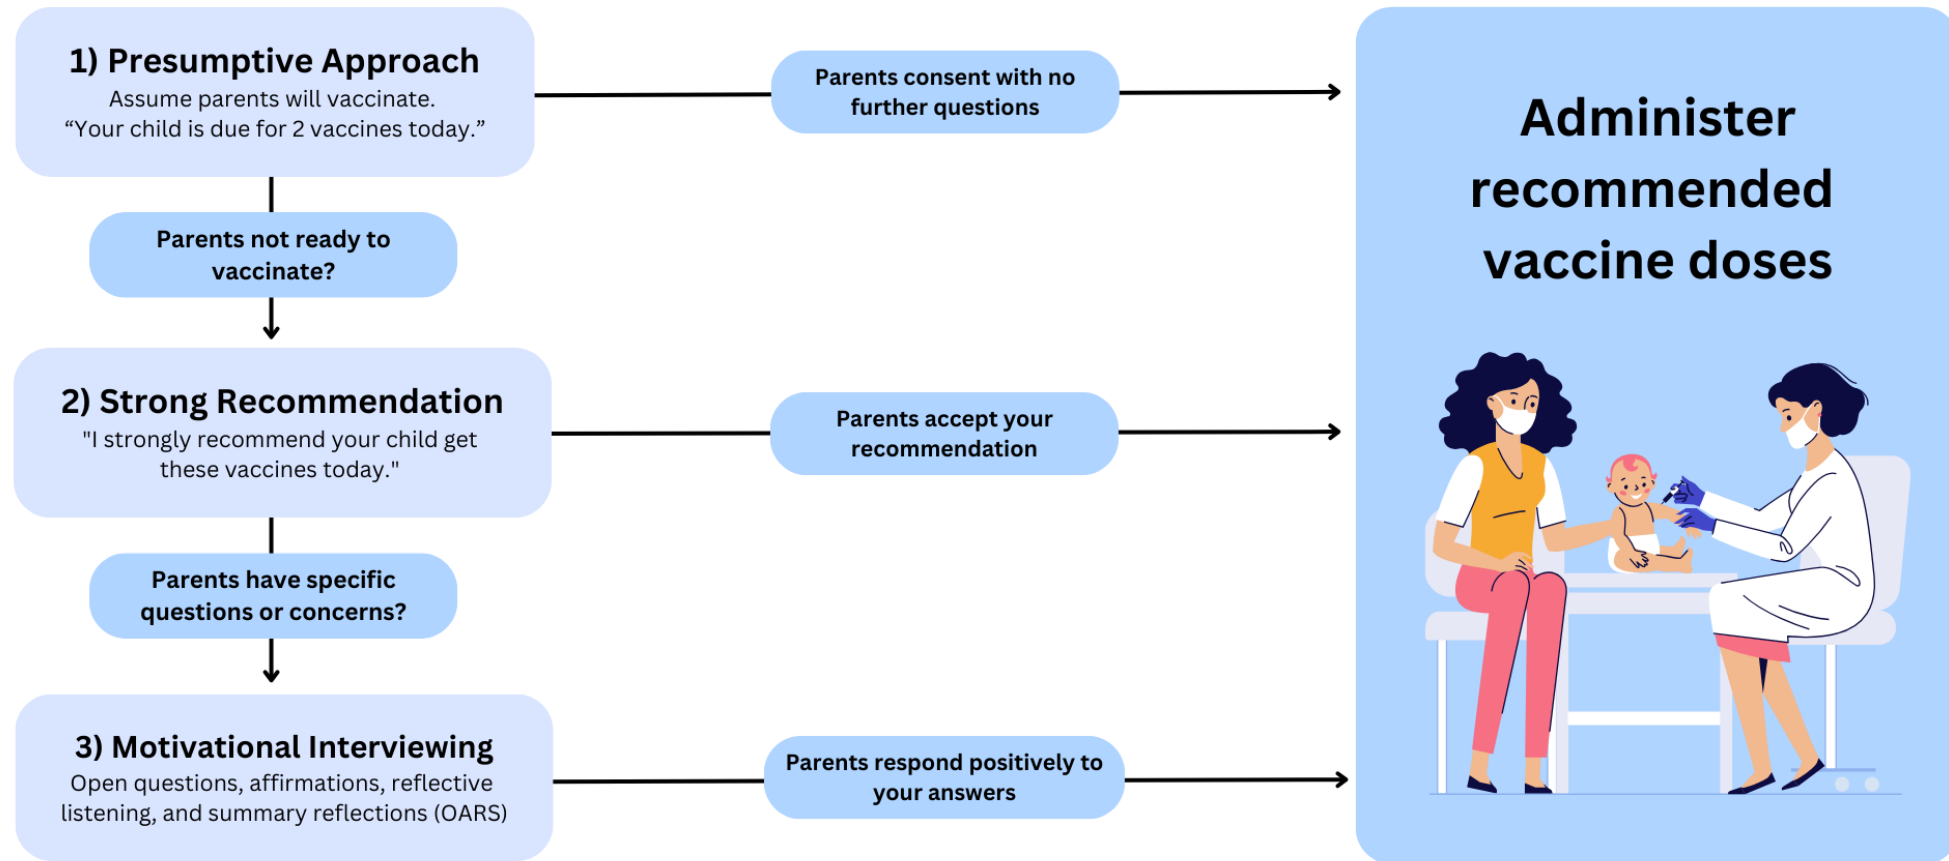 1) Presumptive Approach
Assume parents will vaccinate.
“Your child is due for 2 vaccines today.”
Parents consent with no
further questions
Administer
recommended
vaccine doses
Parents not ready to
vaccinate?
2) Strong Recommendation
"I strongly recommend your child get
these vaccines today."
Parents accept your
recommendation
Parents have specific
questions or concerns?
3) Motivational Interviewing
Open questions, affirmations, reflective
listening, and summary reflections (OARS)
Parents respond positively to
your answers